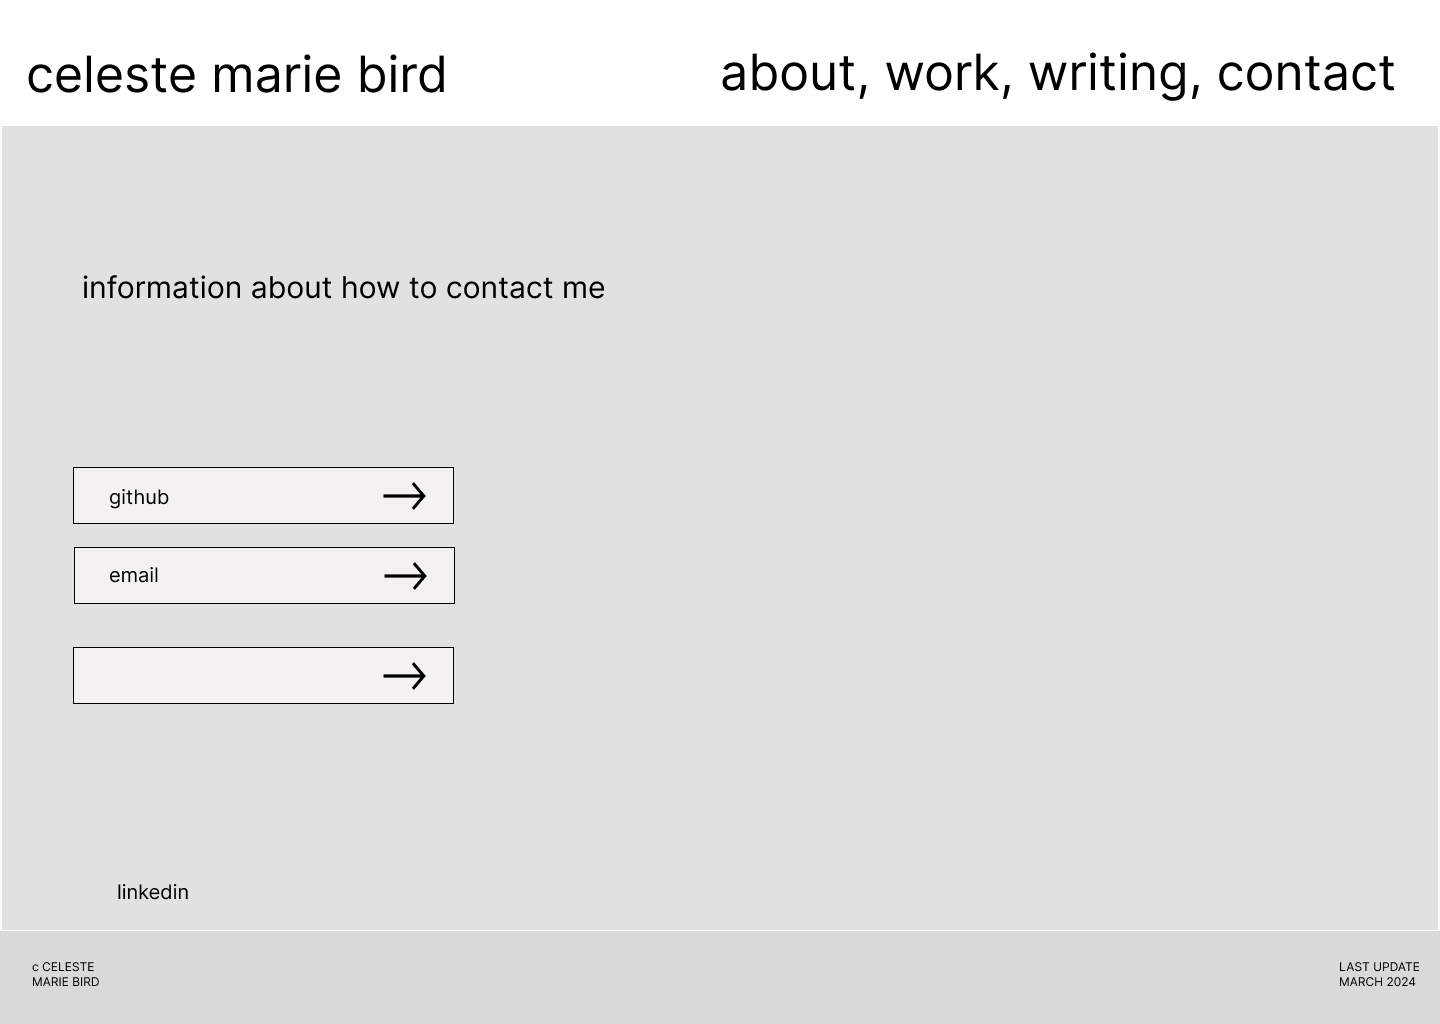 celeste marie bird
about, work, writing, contact
information about how to contact me
github
email
linkedin
c CELESTE
MARIE BIRD
LAST UPDATE
MARCH 2024